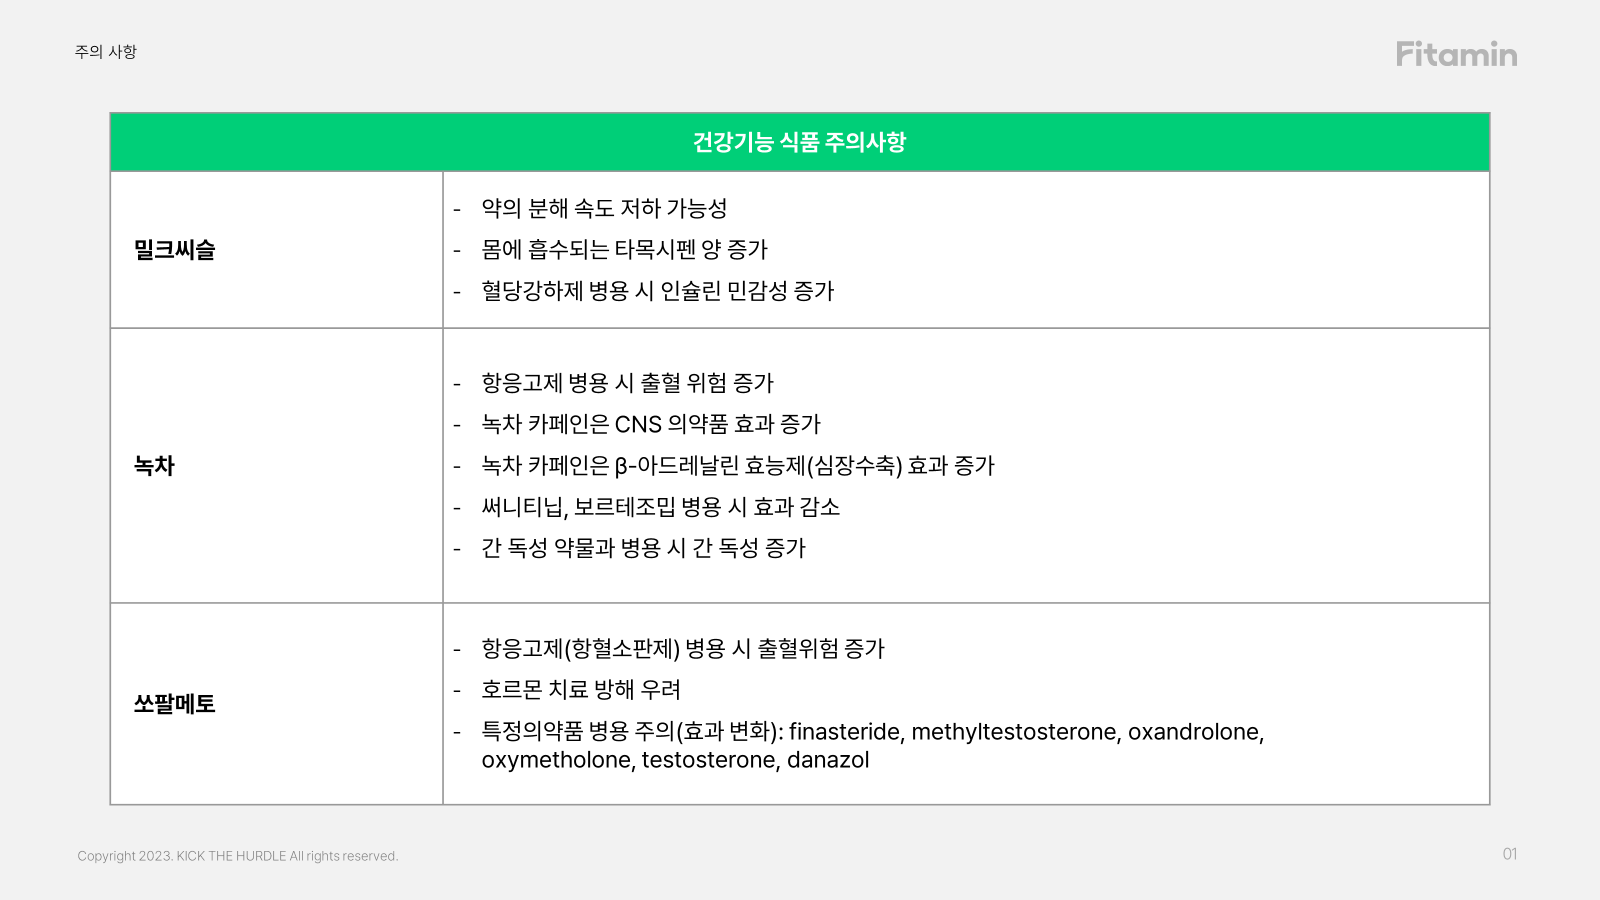 주의 사항
Fitamin
건강기능 식품 주의사항
밀크씨슬
- 약의 분해 속도 저하 가능성
- 몸에 흡수되는 타목시펜 양 증가
- 혈당강하제 병용 시 인슐린 민감성 증가
녹차
- 항응고제 병용 시 출혈 위험 증가
- 녹차 카페인은 CNS 의약품 효과 증가
- 녹차 카페인은 β-아드레날린 효능제(심장수축) 효과 증가
- 써니티닙, 보르테조밉 병용 시 효과 감소
- 간 독성 약물과 병용 시 간 독성 증가
쏘팔메토
- 항응고제(항혈소판제) 병용 시 출혈위험 증가
- 호르몬 치료 방해 우려
- 특정의약품 병용 주의(효과 변화): finasteride, methyltestosterone, oxandrolone,
oxymetholone, testosterone, danazol
Copyright 2023. KICK THE HURDLE All rights reserved.
01